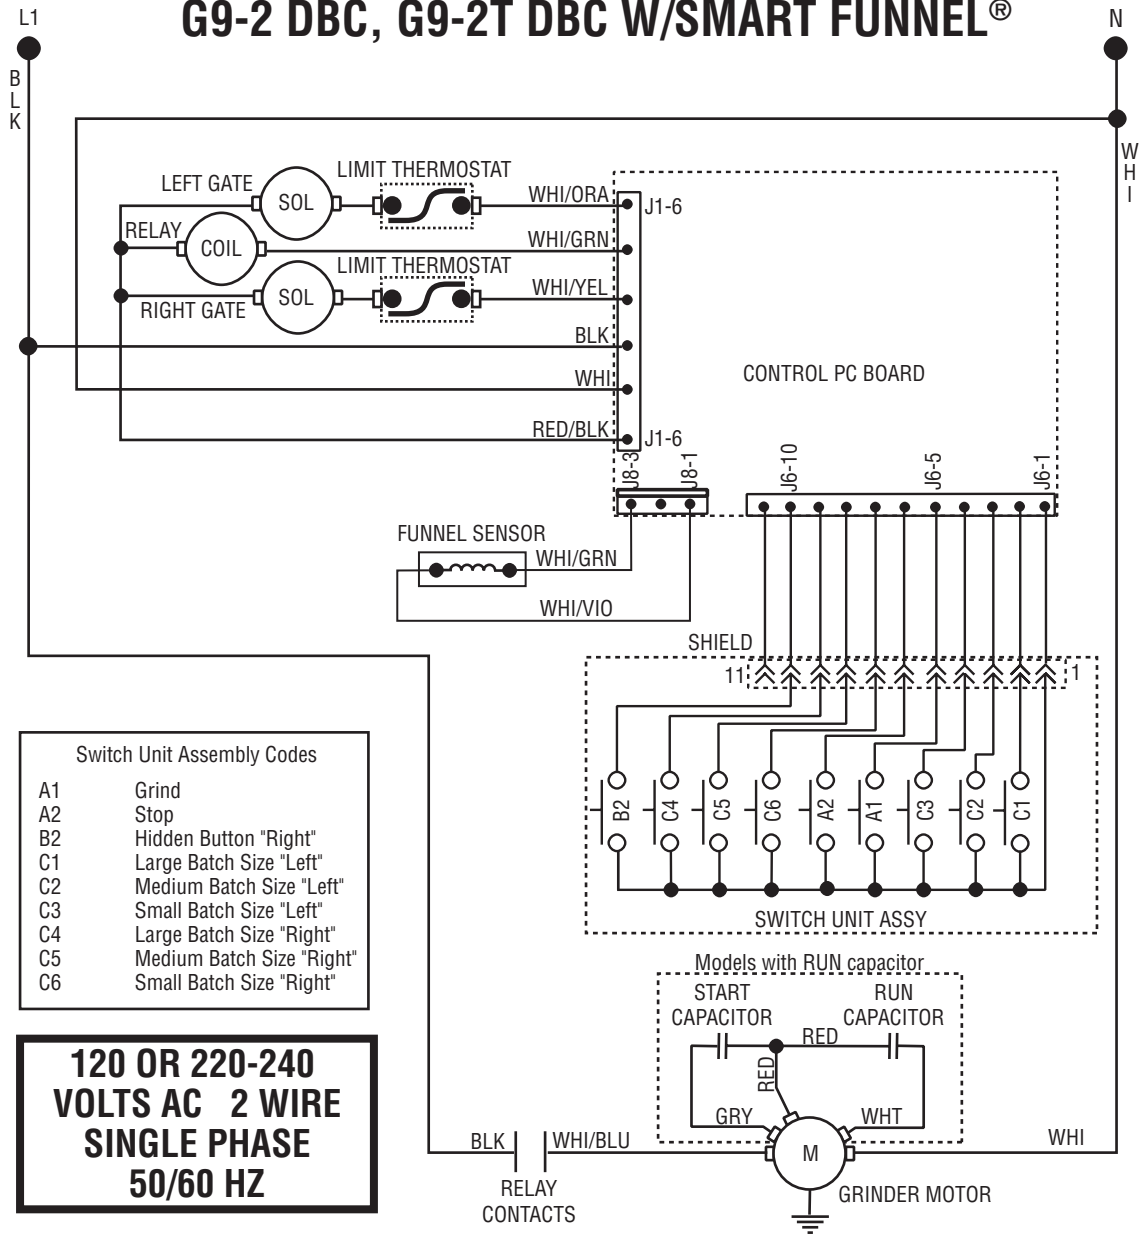 G9-2 DBC, G9-2T DBC W/SMART FUNNEL®
L1
N
BLK
WHI
LEFT GATE
SOL
LIMIT THERMOSTAT
WHI/ORA
J1-6
RELAY
COIL
WHI/GRN
LIMIT THERMOSTAT
RIGHT GATE
SOL
WHI/YEL
BLK
WHI
CONTROL PC BOARD
RED/BLK
J1-6
J8-3
J8-1
J6-10
J6-5
J6-1
FUNNEL SENSOR
WHI/GRN
WHI/VIO
SHIELD
11
1
B2
C4
C5
C6
A2
A1
C3
C2
C1
SWITCH UNIT ASSY
Switch Unit Assembly Codes
A1 Grind
A2 Stop
B2 Hidden Button "Right"
C1 Large Batch Size "Left"
C2 Medium Batch Size "Left"
C3 Small Batch Size "Left"
C4 Large Batch Size "Right"
C5 Medium Batch Size "Right"
C6 Small Batch Size "Right"
Models with RUN capacitor
START
CAPACITOR
RUN
CAPACITOR
RED
RED
GRY
WHT
120 OR 220-240
VOLTS AC 2 WIRE
SINGLE PHASE
50/60 HZ
BLK
WHI/BLU
M
WHI
RELAY
CONTACTS
GRINDER MOTOR